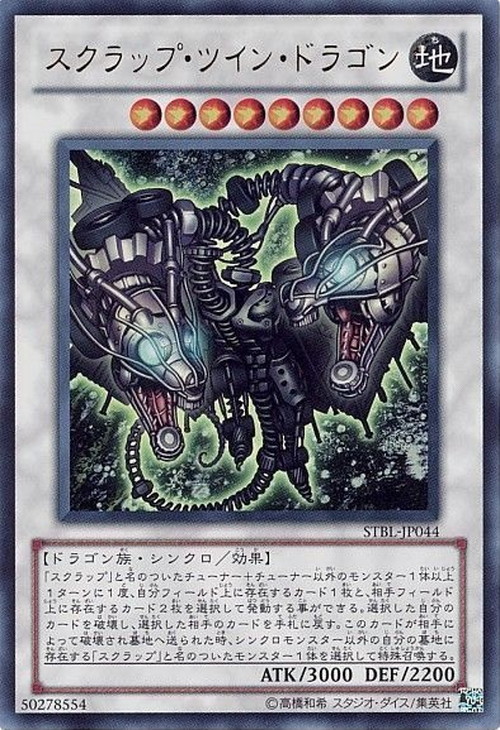 スクラップ・ツイン・ドラゴン 地
STBL-JP044
【ドラゴン族・シンクロ／効果】
「スクラップ」と名のついたチューナー＋チューナー以外のモンスター１体以上
１ターンに１度、自分フィールド上に存在するカード１枚と、相手フィールド
上に存在するカード２枚を選択して発動する事ができる。選択した自分の
カードを破壊し、選択した相手のカードを手札に戻す。このカードが相手に
よって破壊され墓地へ送られた時、シンクロモンスター以外の自分の墓地に
存在する「スクラップ」と名のついたモンスター１体を選択して特殊召喚する。
ATK/3000 DEF/2200
50278554 ©高橋和希 スタジオ・ダイス/集英社